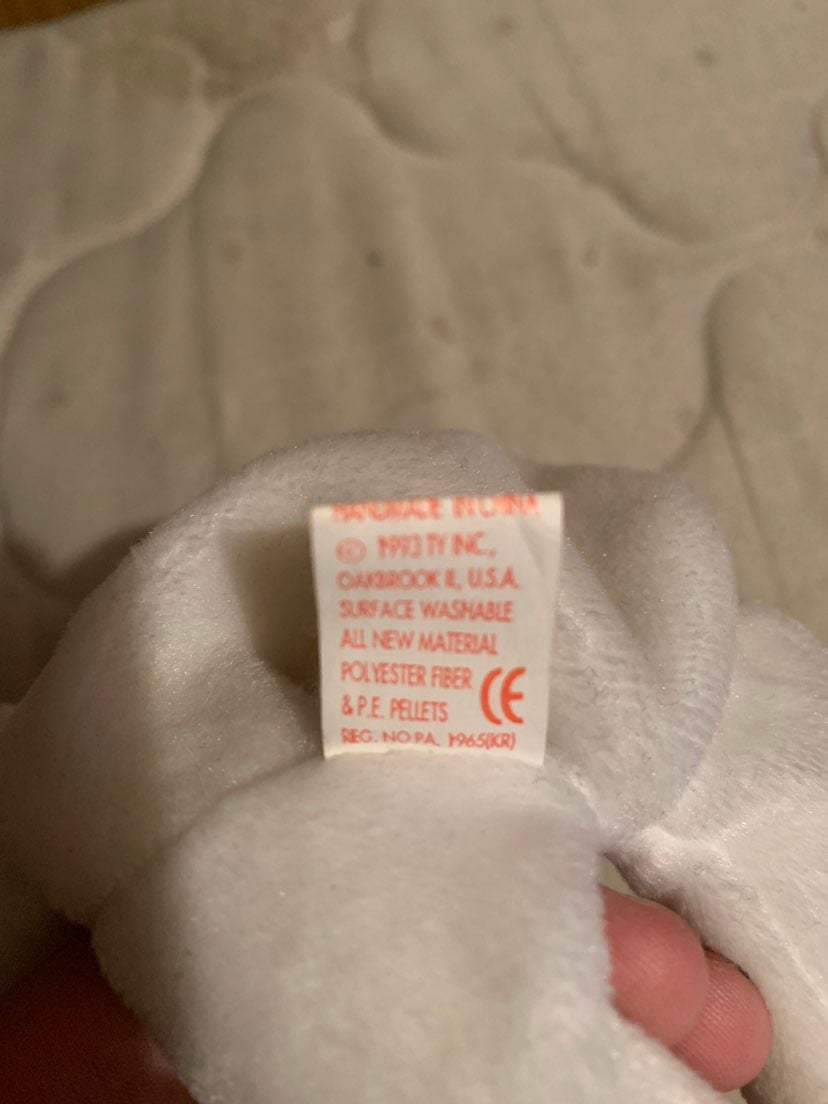 HANDMADE IN CHINA
© 1993 TY INC.,
OAKBROOK IL, U.S.A.
SURFACE WASHABLE
ALL NEW MATERIAL
POLYESTER FIBER
& P.E. PELLETS CE
REG. NO PA. 1965(KR)